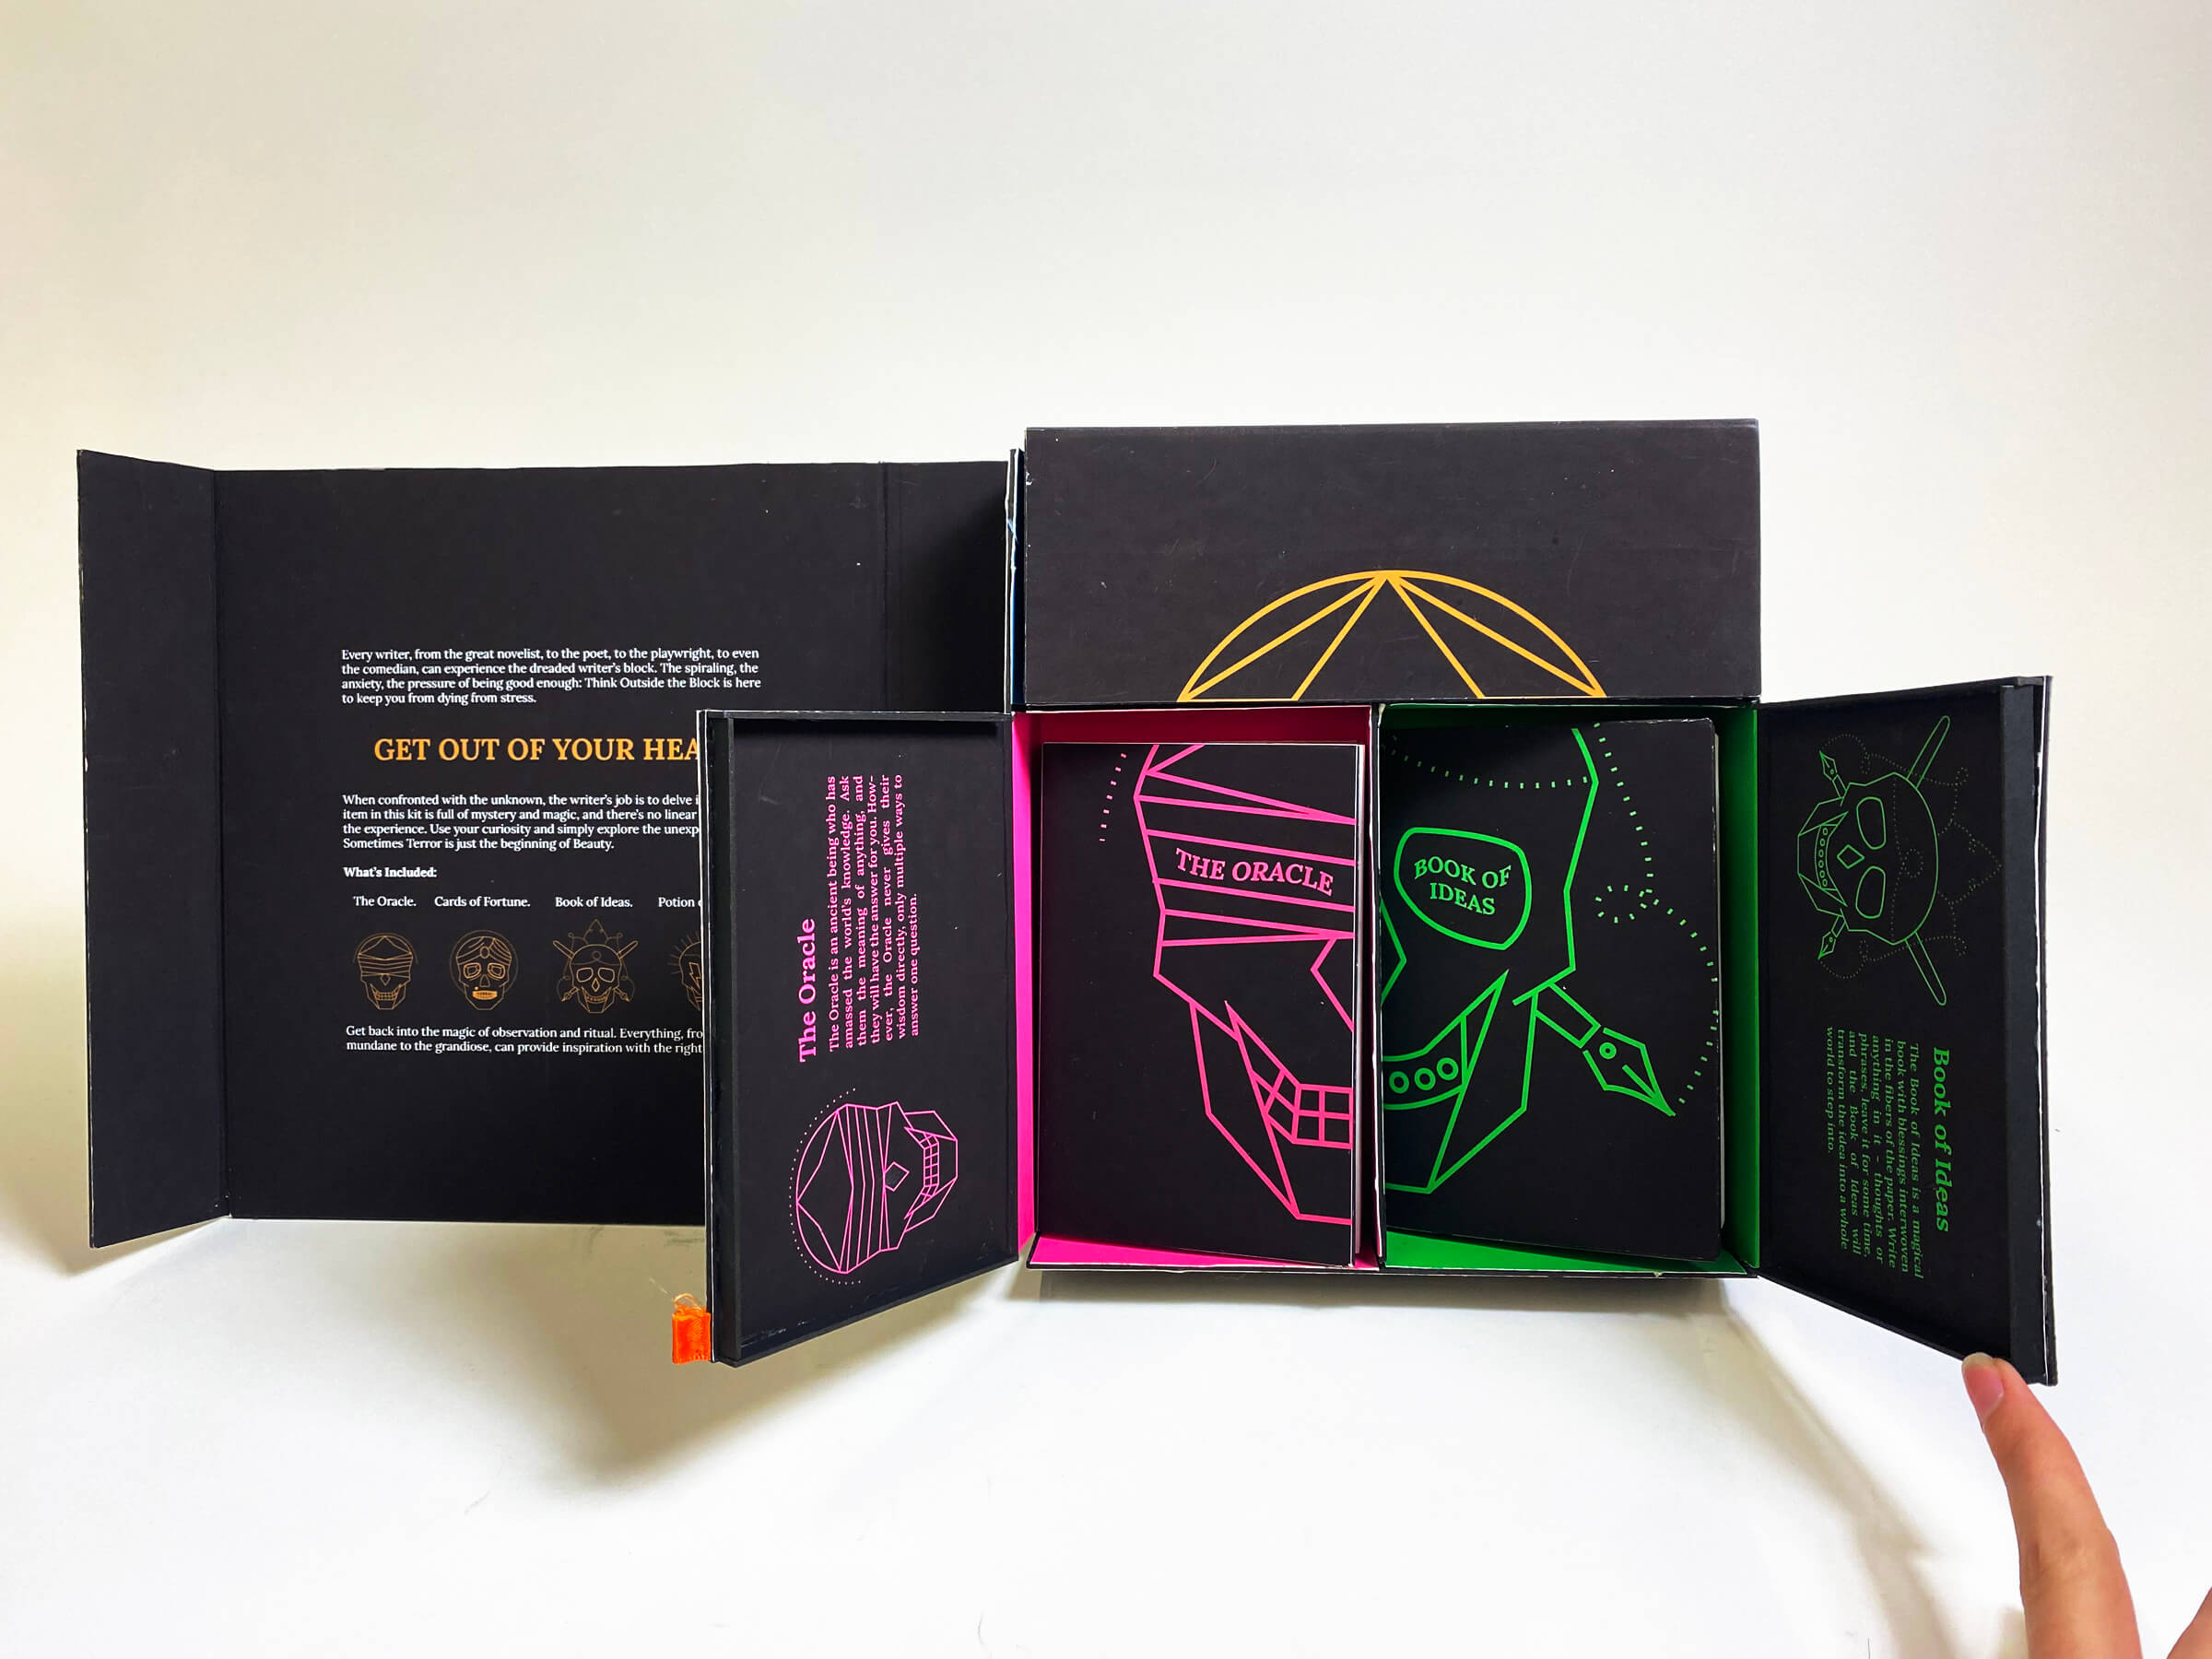 Every writer, from the great novelist, to the poet, to the playwright, to even
the comedian, can experience the dreaded writer's block. The spiraling, the
anxiety, the pressure of being good enough: Think Outside the Block is here
to keep you from dying from stress.
GET OUT OF YOUR HEA
When confronted with the unknown, the writer's job is to delve i
item in this kit is full of mystery and magic, and there's no linear
the experience. Use your curiosity and simply explore the unexp
Sometimes Terror is just the beginning of Beauty.
What's Included:
The Oracle. Cards of Fortune. Book of Ideas. Potion
Get back into the magic of observation and ritual. Everything, fro
mundane to the grandiose, can provide inspiration with the right
The Oracle
The Oracle is an ancient being who has
amassed the world's knowledge. Ask
them the meaning of anything, and
they will have the answer for you. How-
ever, the Oracle never gives their
wisdom directly, only multiple ways to
answer one question.
THE ORACLE
BOOK OF
IDEAS
Book of Ideas
The Book of Ideas is a magical
book with blessings interwoven
in the fibers of the paper. Write
anything in it - thoughts or
phrases, leave it for some time,
and the Book of Ideas will
transform the idea into a whole
world to step into.